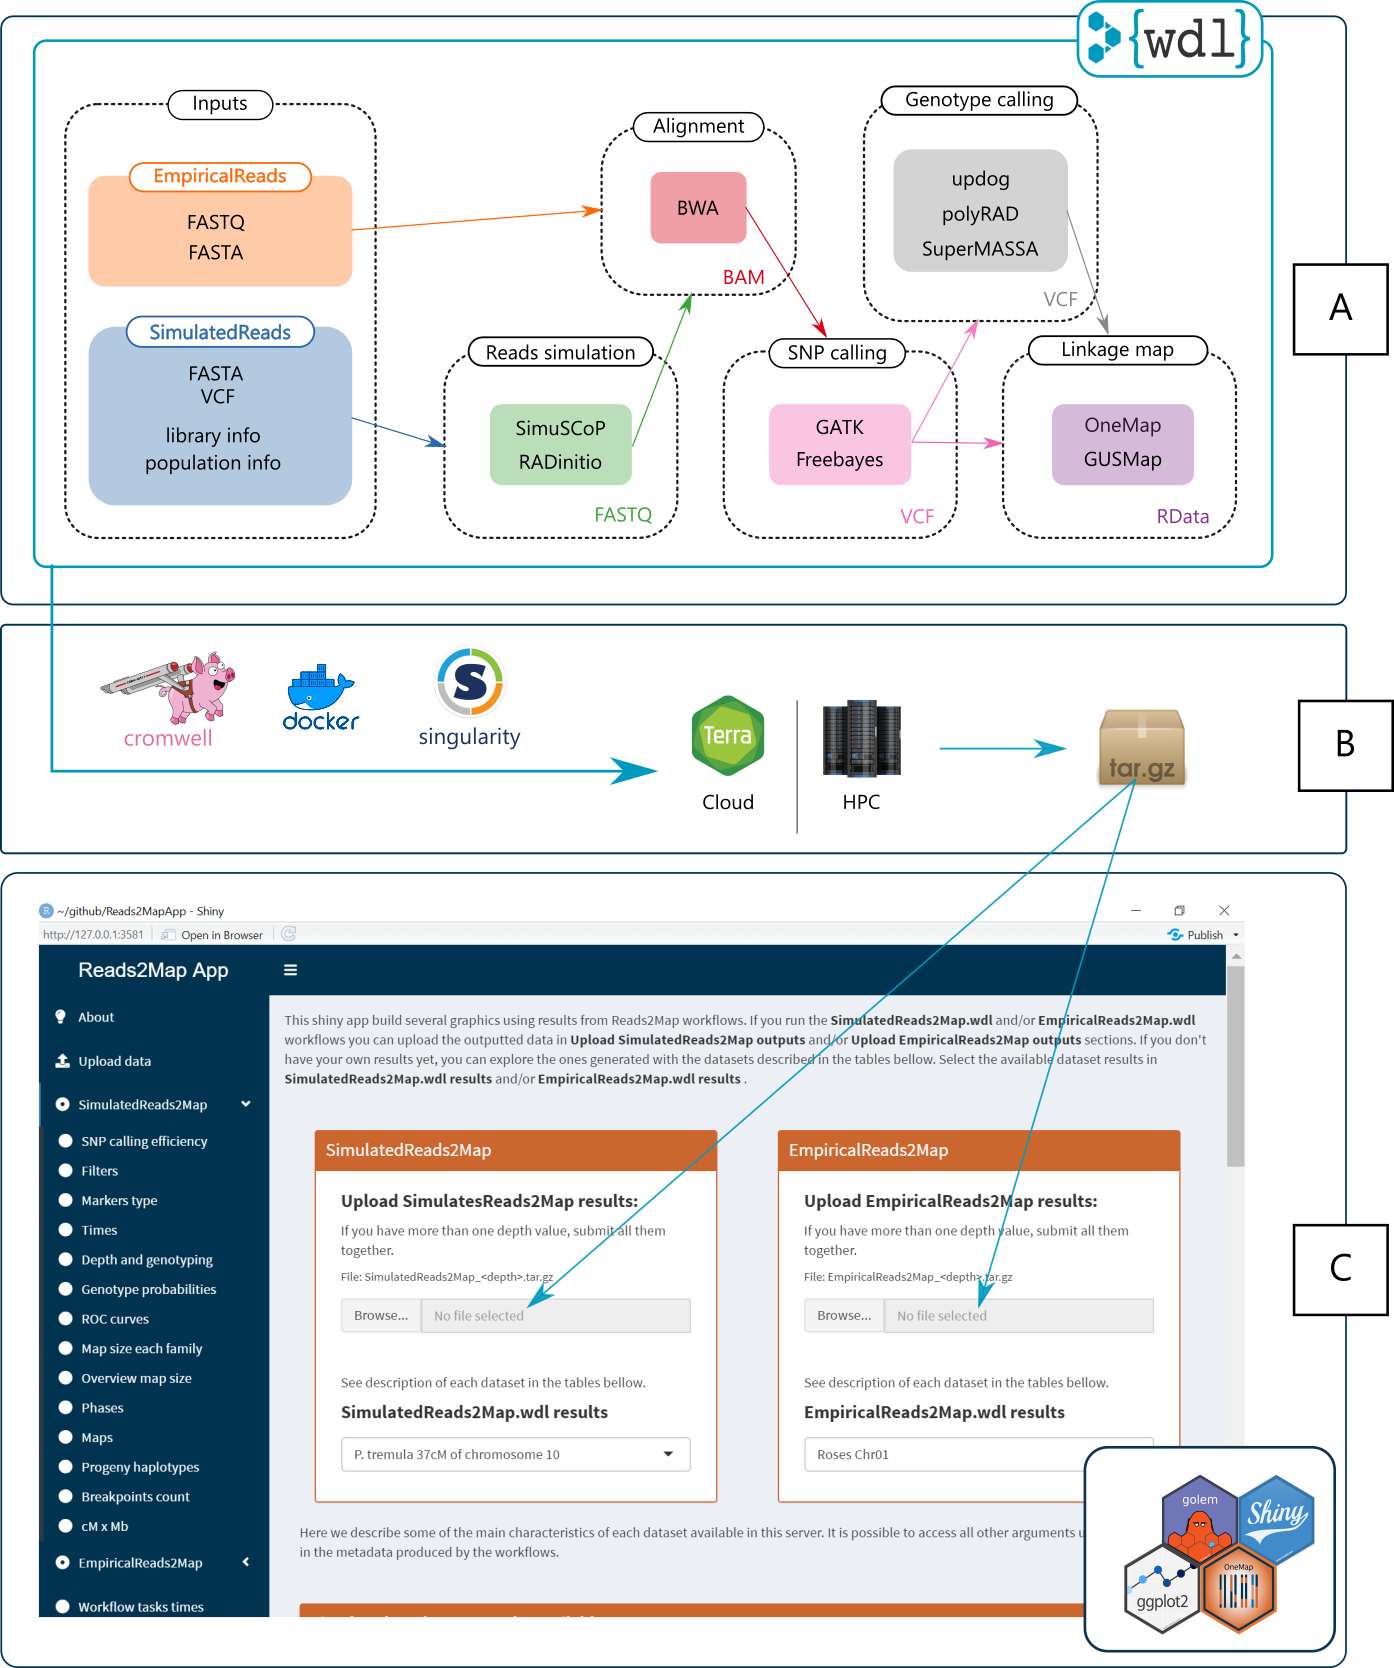 {wdl}
Inputs
EmpiricalReads
FASTQ
FASTA
SimulatedReads
FASTA
VCF
library info
population info
Alignment
BWA
BAM
Reads simulation
SimuSCoP
RADinitio
FASTQ
Genotype calling
updog
polyRAD
SuperMASSA
VCF
SNP calling
GATK
Freebayes
VCF
Linkage map
OneMap
GUSMap
RData
A
cromwell
docker
S
singularity
Terra
Cloud
HPC
tar.gz
B
R ~/github/Reads2MapApp - Shiny
http://127.0.0.1:3581 Open in Browser Publish
Reads2Map App
About
Upload data
SimulatedReads2Map
SNP calling efficiency
Filters
Markers type
Times
Depth and genotyping
Genotype probabilities
ROC curves
Map size each family
Overview map size
Phases
Maps
Progeny haplotypes
Breakpoints count
cM x Mb
EmpiricalReads2Map
Workflow tasks times
This shiny app build several graphics using results from Reads2Map workflows. If you run the SimulatedReads2Map.wdl and/or EmpiricalReads2Map.wdl
workflows you can upload the outputted data in Upload SimulatedReads2Map outputs and/or Upload EmpiricalReads2Map outputs sections. If you don't
have your own results yet, you can explore the ones generated with the datasets described in the tables bellow. Select the available dataset results in
SimulatedReads2Map.wdl results and/or EmpiricalReads2Map.wdl results .
SimulatedReads2Map
Upload SimulatesReads2Map results:
If you have more than one depth value, submit all them
together.
File: SimulatedReads2Map_<depth>.tar.gz
Browse... No file selected
See description of each dataset in the tables bellow.
SimulatedReads2Map.wdl results
P. tremula 37cM of chromosome 10
EmpiricalReads2Map
Upload EmpiricalReads2Map results:
If you have more than one depth value, submit all them
together.
File: EmpiricalReads2Map_<depth>.tar.gz
Browse... No file selected
See description of each dataset in the tables bellow.
EmpiricalReads2Map.wdl results
Roses Chr01
Here we describe some of the main characteristics of each dataset available in this server. It is possible to access all other arguments
in the metadata produced by the workflows.
golem
Shiny
ggplot2
OneMap
C